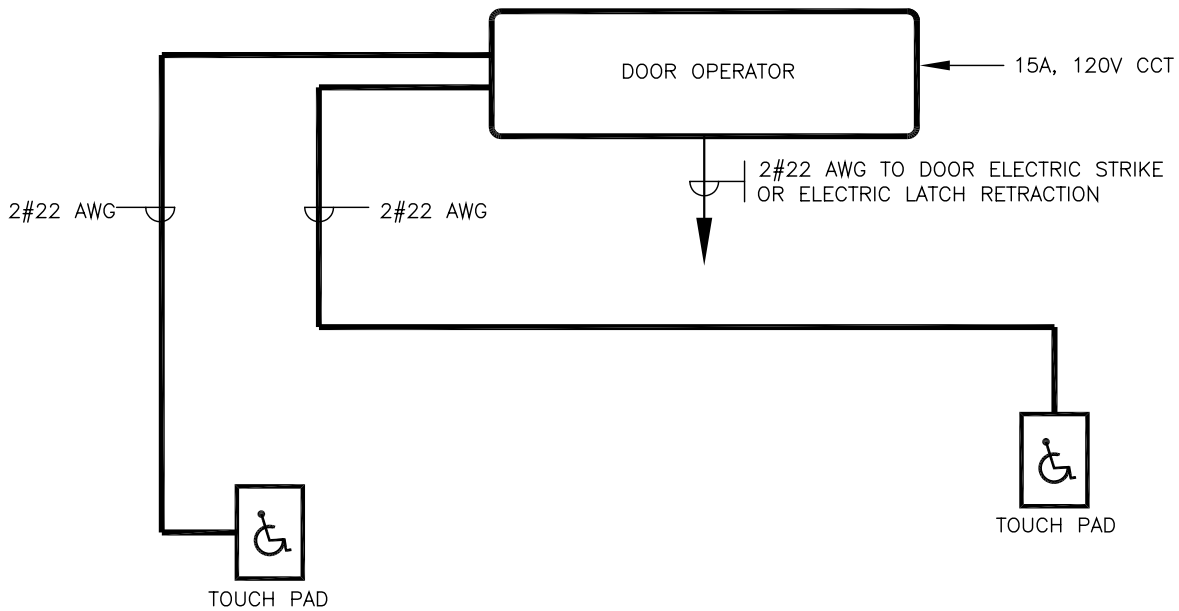 DOOR OPERATOR
15A, 120V CCT
2#22 AWG TO DOOR ELECTRIC STRIKE
OR ELECTRIC LATCH RETRACTION
2#22 AWG
2#22 AWG
TOUCH PAD
TOUCH PAD